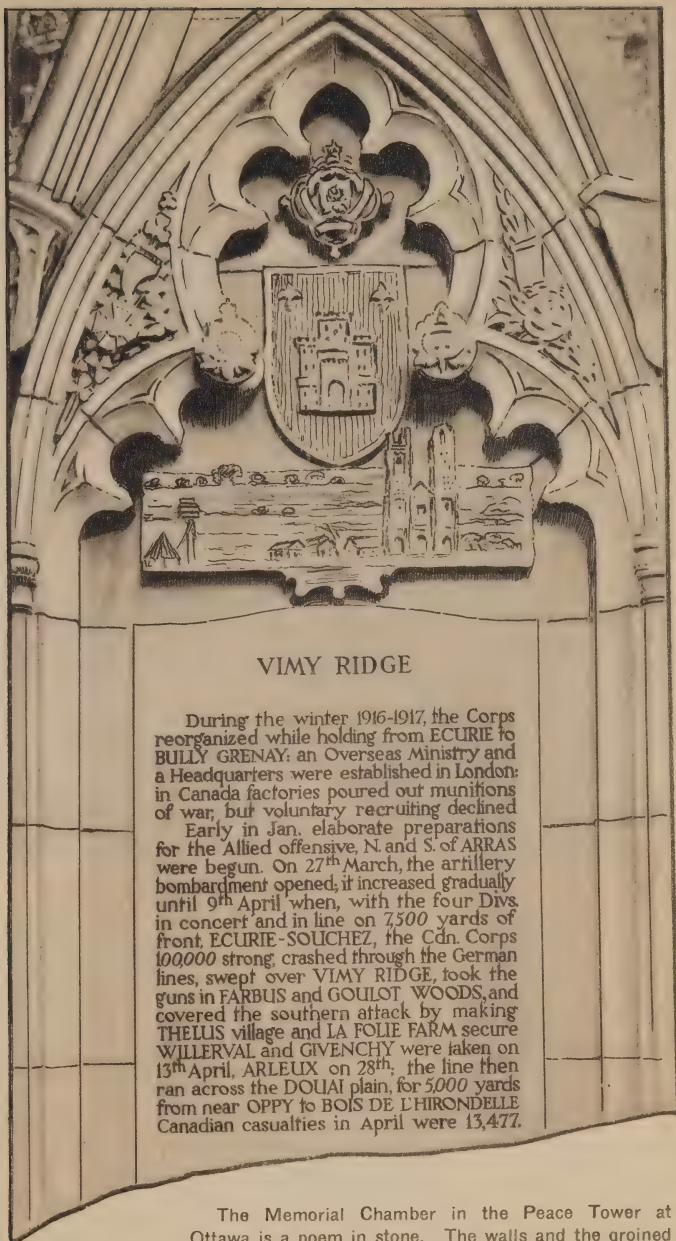 VIMY RIDGE
During the winter 1916-1917, the Corps
reorganized while holding from ECURIE to
BULLY GRENAY: an Overseas Ministry and
a Headquarters were established in London:
in Canada factories poured out munitions
of war, but voluntary recruiting declined
Early in Jan. elaborate preparations
for the Allied offensive, N. and S. of ARRAS
were begun. On 27th March, the artillery
bombardment opened; it increased gradually
until 9th April when, with the four Divs.
in concert and in line on 7,500 yards of
front, ECURIE-SOUCHEZ, the Cdn. Corps
100,000 strong, crashed through the German
lines, swept over VIMY RIDGE, took the
guns in FARBUS and GOULOT WOODS, and
covered the southern attack by making
THELUS village and LA FOLIE FARM secure
WILLERVAL and GIVENCHY were taken on
13th April, ARLEUX on 28th; the line then
ran across the DOUAI plain, for 5,000 yards
from near OPPY to BOIS DE L'HIRONDELLE
Canadian casualties in April were 13,477.
The Memorial Chamber in the Peace Tower at
Ottawa is a poem in stone. The walls and the groined